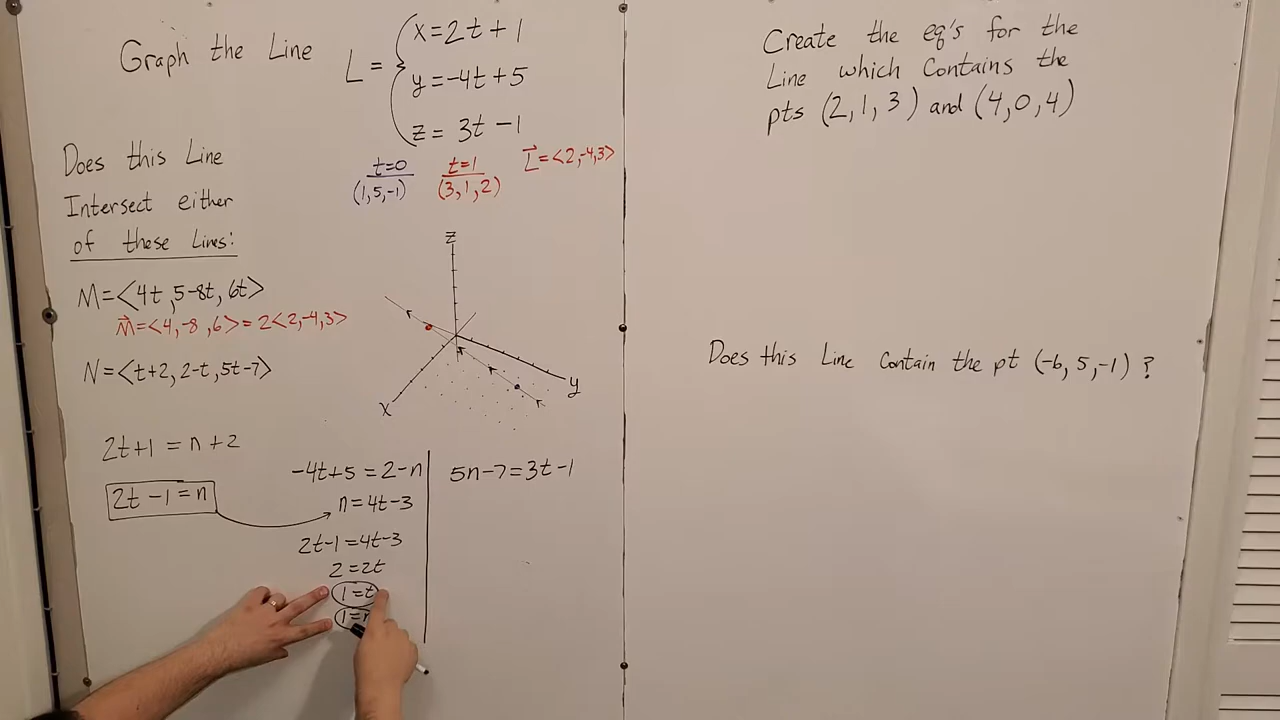 Graph the Line
L = { x = 2t + 1
y = -4t + 5
z = 3t - 1
t=0
(1, 5, -1)
t=1
(3, 1, 2)
L⃗ = <2, -4, 3>
Does this Line
Intersect either
of these Lines:
M = <4t, 5-8t, 6t>
M⃗ = <4, -8, 6> = 2<2, -4, 3>
N = <t+2, 2-t, 5t-7>
z
x
y
2t+1 = n+2
2t-1 = n
-4t+5 = 2-n
n = 4t-3
2t-1 = 4t-3
2 = 2t
1 = t
1 =
5n-7 = 3t-1
Create the eq's for the
Line which Contains the
pts (2, 1, 3) and (4, 0, 4)
Does this Line Contain the pt (-6, 5, -1) ?